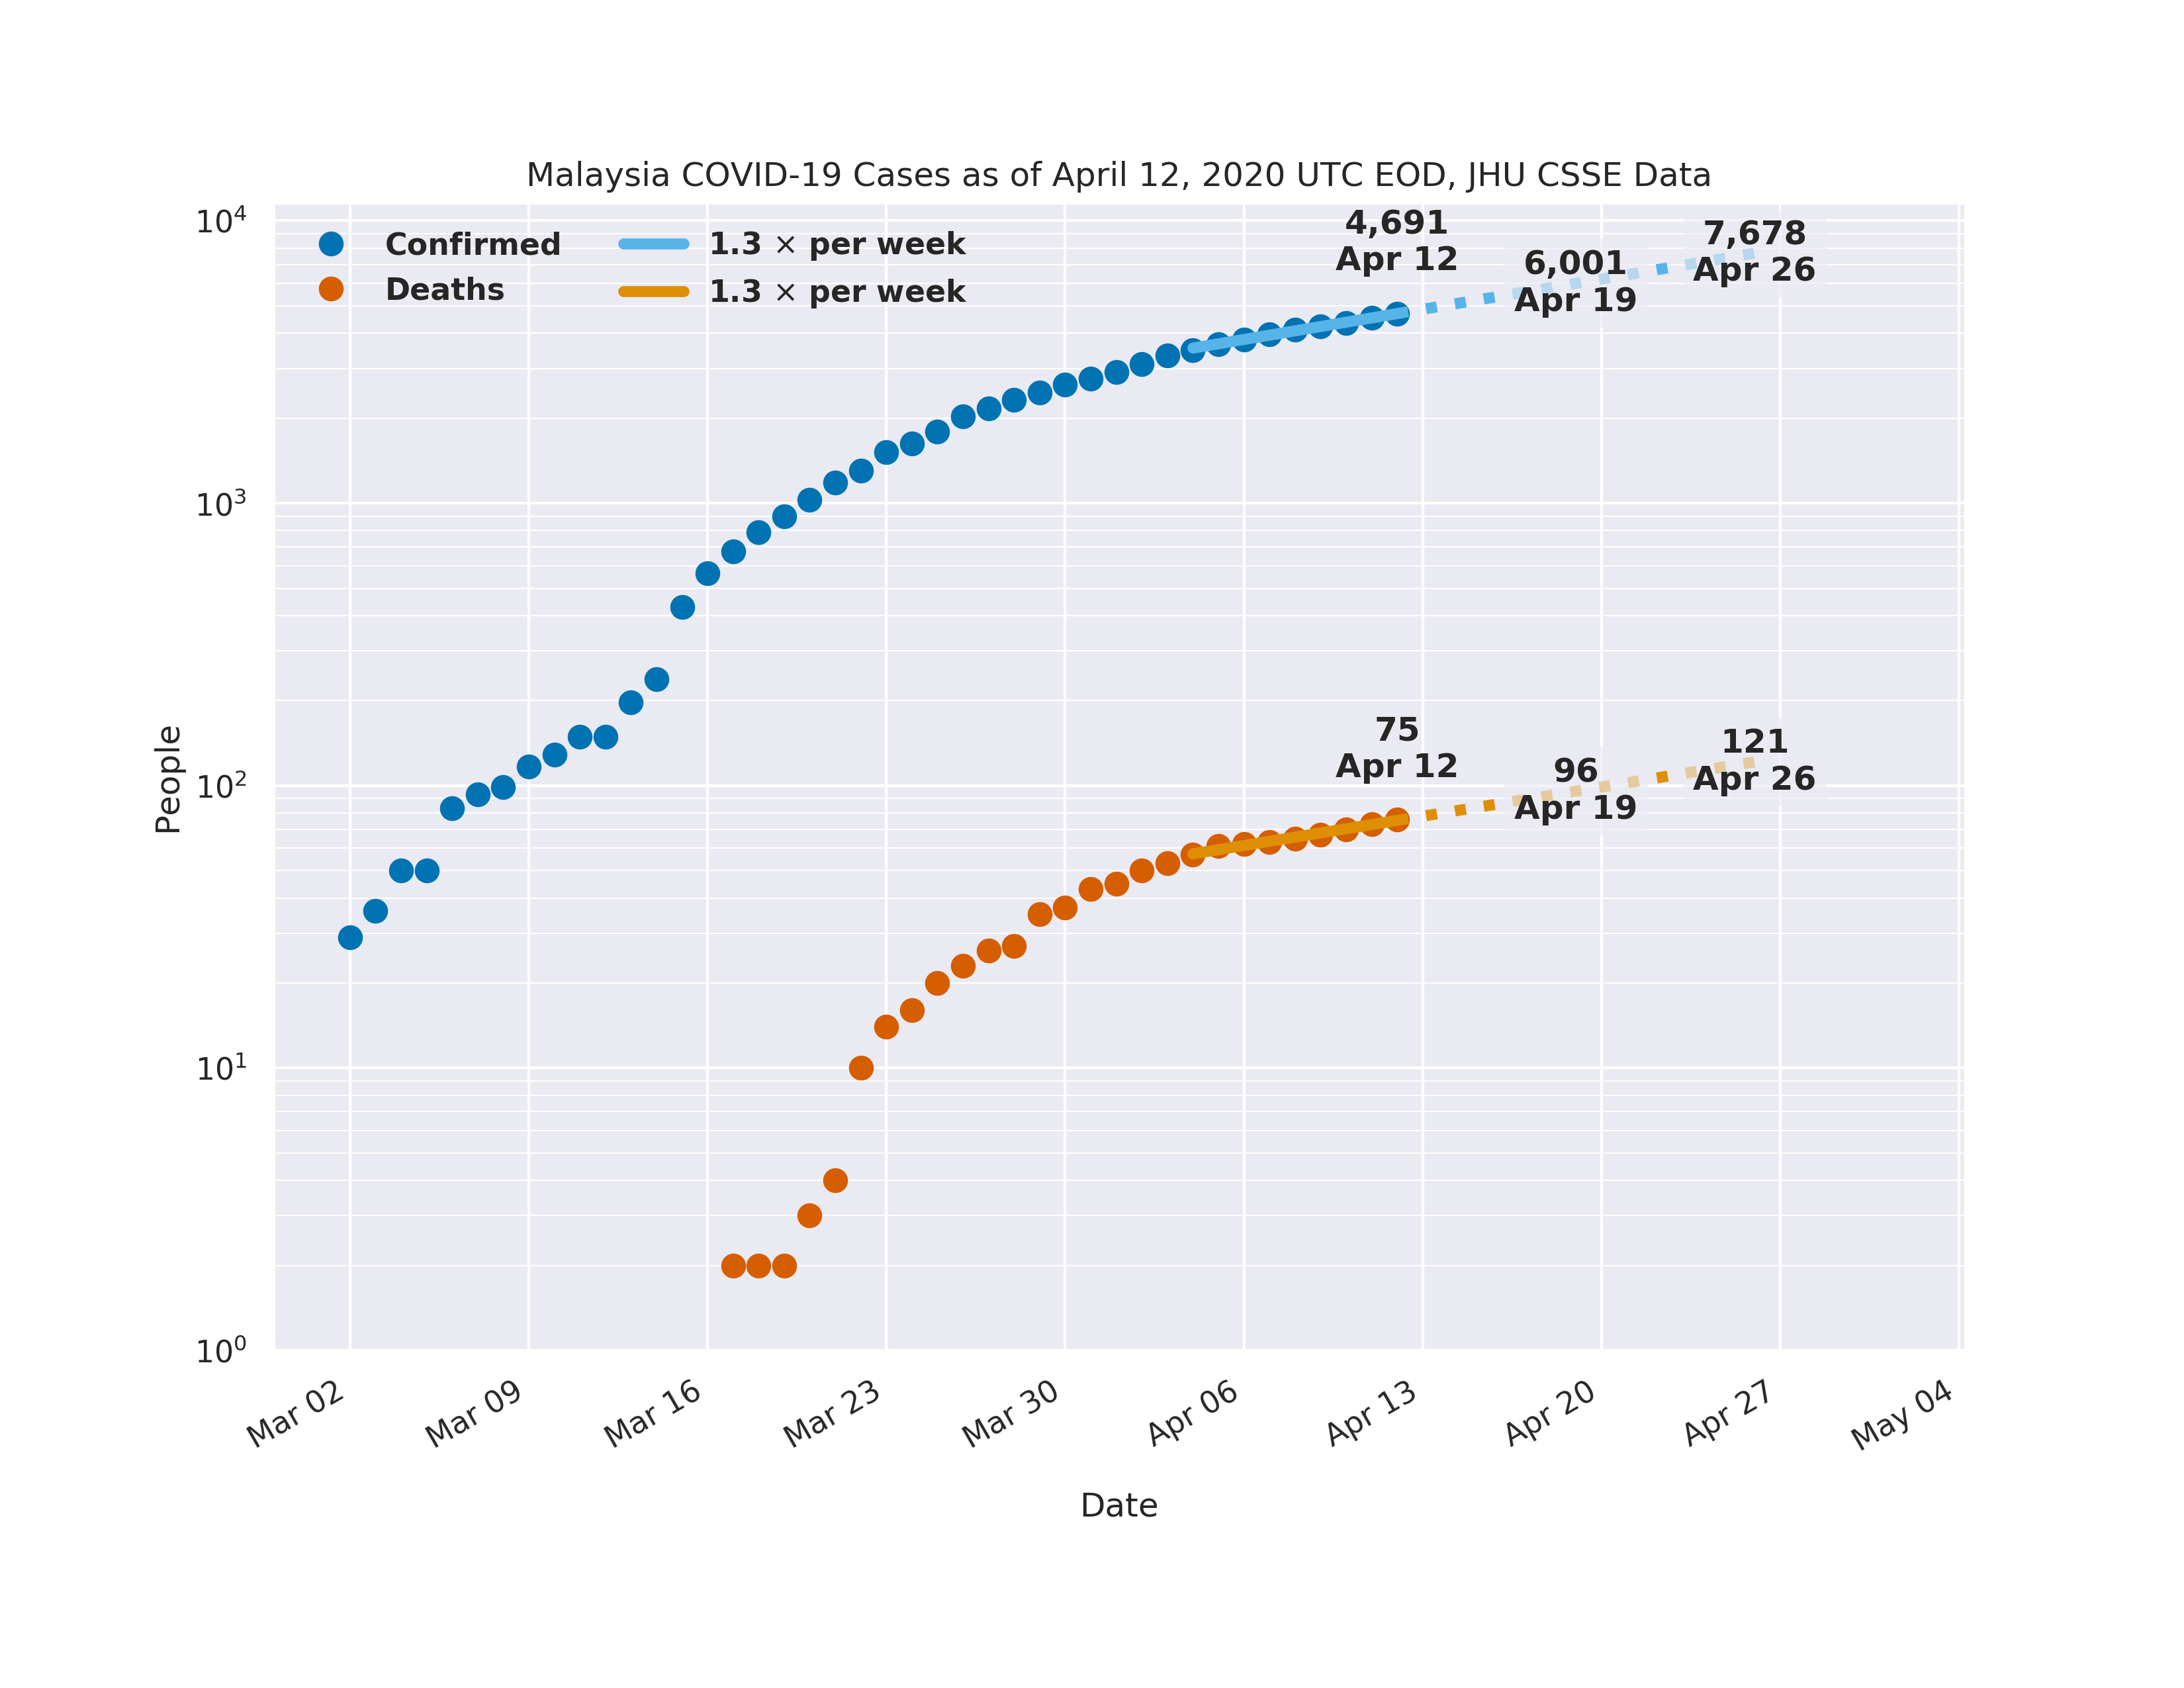 Malaysia COVID-19 Cases as of April 12, 2020 UTC EOD, JHU CSSE Data
Confirmed
Deaths
1.3 × per week
1.3 × per week
4,691
Apr 12
6,001
Apr 19
7,678
Apr 26
75
Apr 12
96
Apr 19
121
Apr 26
People
10⁴
10³
10²
10¹
10⁰
Mar 02
Mar 09
Mar 16
Mar 23
Mar 30
Apr 06
Apr 13
Apr 20
Apr 27
May 04
Date